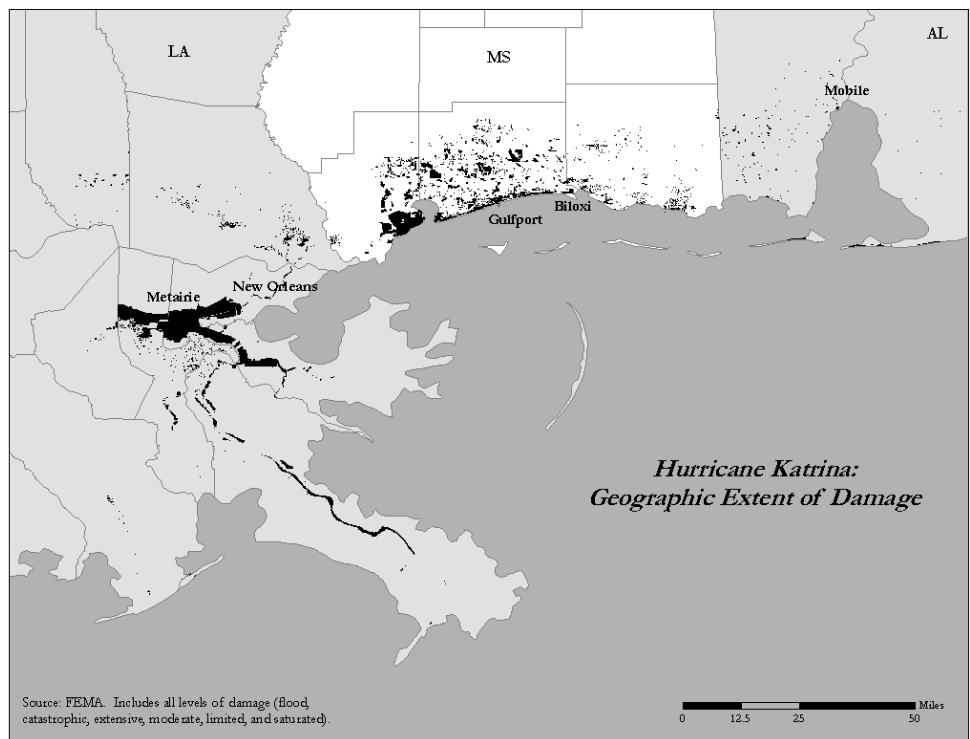 LA
MS
AL
Mobile
Biloxi
Gulfport
New Orleans
Metairie
Hurricane Katrina:
Geographic Extent of Damage
Source: FEMA. Includes all levels of damage (flood,
catastrophic, extensive, moderate, limited, and saturated).
Miles
0 12.5 25 50